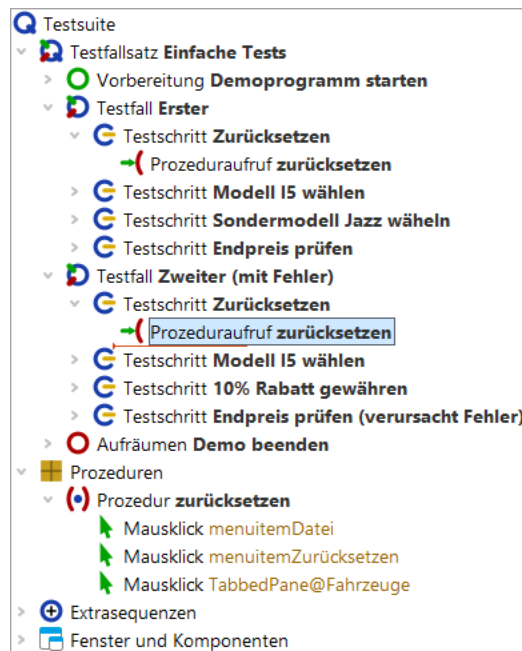 Testsuite
Testfallsatz Einfache Tests
Vorbereitung Demoprogramm starten
Testfall Erster
Testschritt Zurücksetzen
Prozeduraufruf zurücksetzen
Testschritt Modell I5 wählen
Testschritt Sondermodell Jazz wäheln
Testschritt Endpreis prüfen
Testfall Zweiter (mit Fehler)
Testschritt Zurücksetzen
Prozeduraufruf zurücksetzen
Testschritt Modell I5 wählen
Testschritt 10% Rabatt gewähren
Testschritt Endpreis prüfen (verursacht Fehler)
Aufräumen Demo beenden
Prozeduren
Prozedur zurücksetzen
Mausklick menuitemDatei
Mausklick menuitemZurücksetzen
Mausklick TabbedPane@Fahrzeuge
Extrasequenzen
Fenster und Komponenten